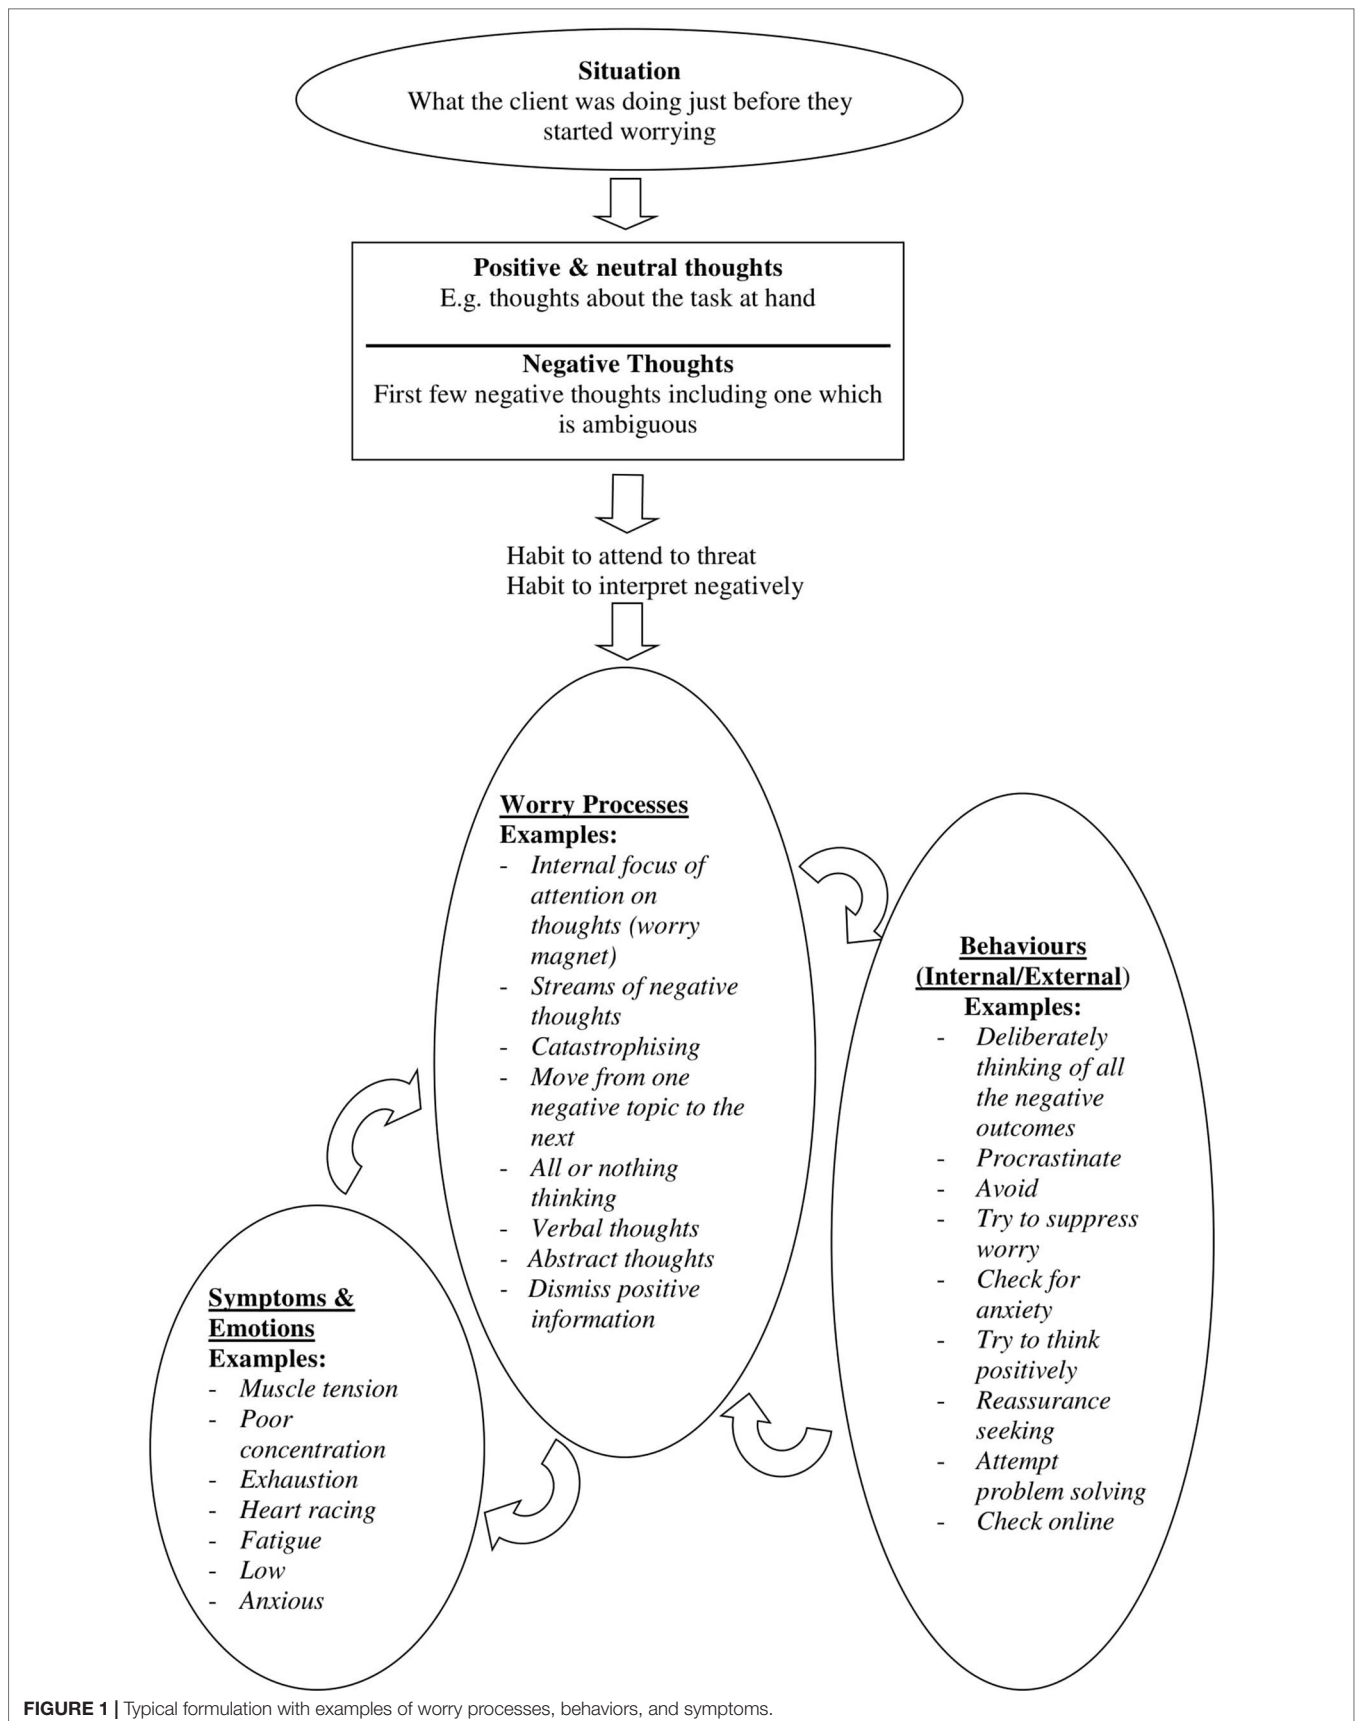 Situation
What the client was doing just before they
started worrying
Positive & neutral thoughts
E.g. thoughts about the task at hand
Negative Thoughts
First few negative thoughts including one which
is ambiguous
Habit to attend to threat
Habit to interpret negatively
Worry Processes
Examples:
- Internal focus of
attention on
thoughts (worry
magnet)
- Streams of negative
thoughts
- Catastrophising
- Move from one
negative topic to the
next
- All or nothing
thinking
- Verbal thoughts
- Abstract thoughts
- Dismiss positive
information
Behaviours
(Internal/External)
Examples:
- Deliberately
thinking of all
the negative
outcomes
- Procrastinate
- Avoid
- Try to suppress
worry
- Check for
anxiety
- Try to think
positively
- Reassurance
seeking
- Attempt
problem solving
- Check online
Symptoms &
Emotions
Examples:
- Muscle tension
- Poor
concentration
- Exhaustion
- Heart racing
- Fatigue
- Low
- Anxious
FIGURE 1 | Typical formulation with examples of worry processes, behaviors, and symptoms.